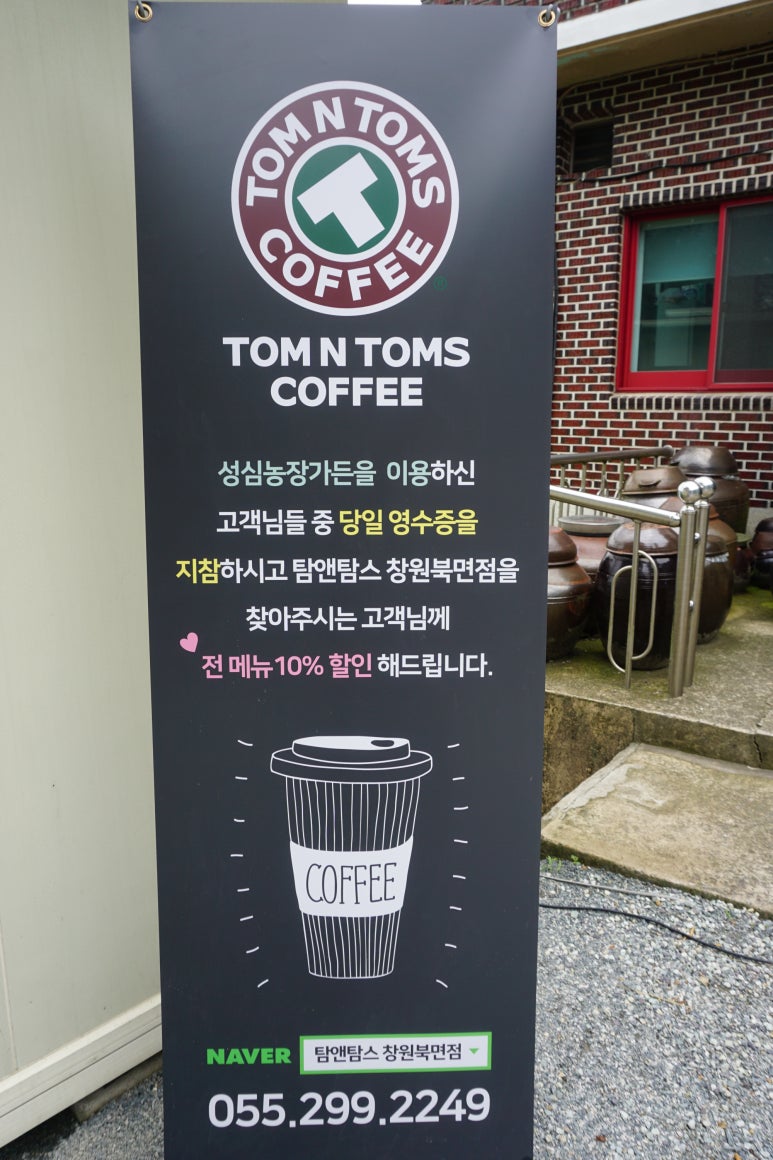 TOM N TOMS
COFFEE
TOM N TOMS
COFFEE
성심농장가든을 이용하신
고객님들 중 당일 영수증을
지참하시고 탐앤탐스 창원북면점을
찾아주시는 고객님께
전 메뉴10% 할인 해드립니다.
COFFEE
NAVER 탐앤탐스 창원북면점
055.299.2249